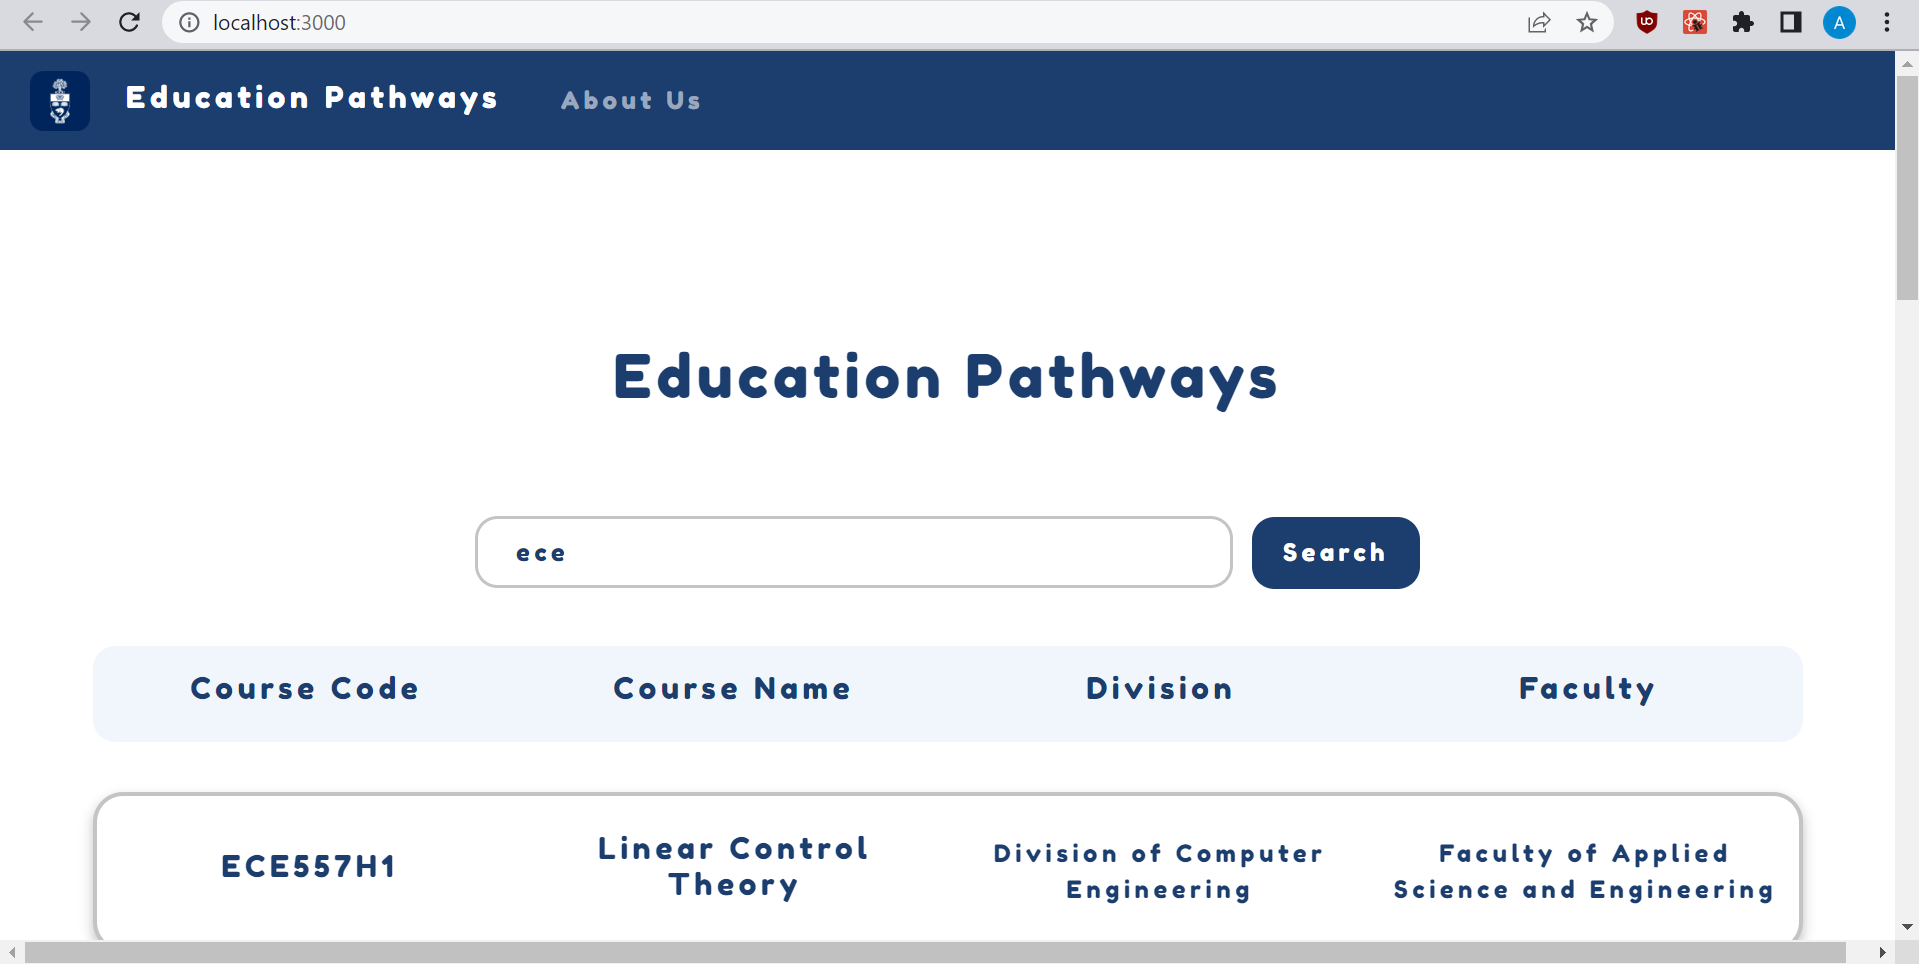 localhost:3000
A
Education Pathways
About Us
Education Pathways
ece
Search
Course Code
Course Name
Division
Faculty
ECE557H1
Linear Control
Theory
Division of Computer
Engineering
Faculty of Applied
Science and Engineering